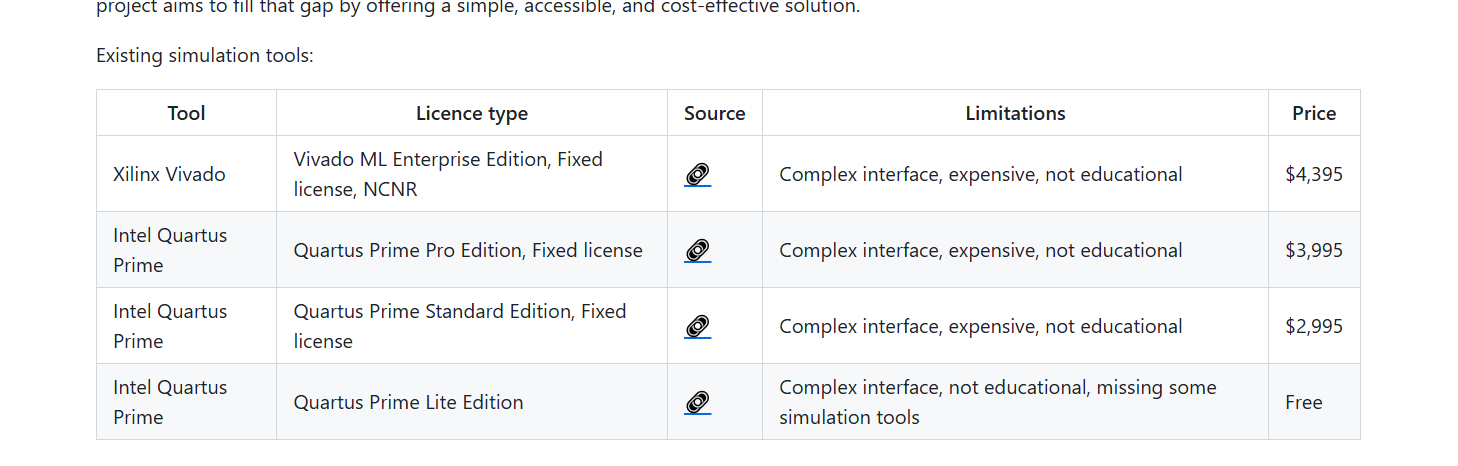 project aims to fill that gap by offering a simple, accessible, and cost-effective solution.
Existing simulation tools:
Tool Licence type Source Limitations Price
Xilinx Vivado Vivado ML Enterprise Edition, Fixed license, NCNR Complex interface, expensive, not educational $4,395
Intel Quartus Prime Quartus Prime Pro Edition, Fixed license Complex interface, expensive, not educational $3,995
Intel Quartus Prime Quartus Prime Standard Edition, Fixed license Complex interface, expensive, not educational $2,995
Intel Quartus Prime Quartus Prime Lite Edition Complex interface, not educational, missing some simulation tools Free